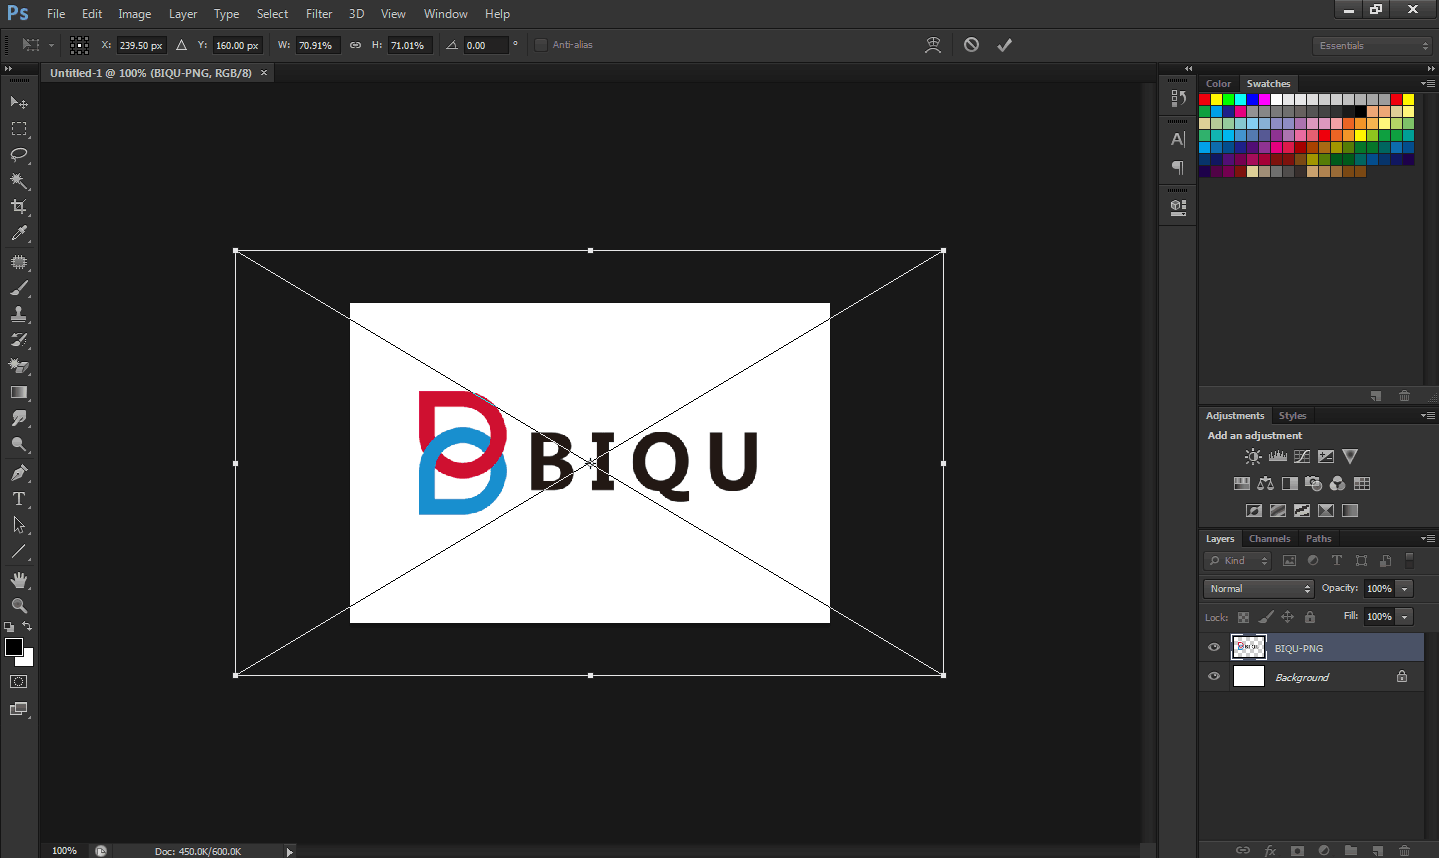 Ps File Edit Image Layer Type Select Filter 3D View Window Help
X: 239.50 px Y: 160.00 px W: 70.91% H: 71.01% 0.00 ° Anti-alias Essentials
Untitled-1 @ 100% (BIQU-PNG, RGB/8) ×
Color Swatches
BIQU
Adjustments Styles
Add an adjustment
Layers Channels Paths
Kind
Normal Opacity: 100%
Lock: Fill: 100%
BIQU-PNG
Background
100% Doc: 450.0K/600.0K